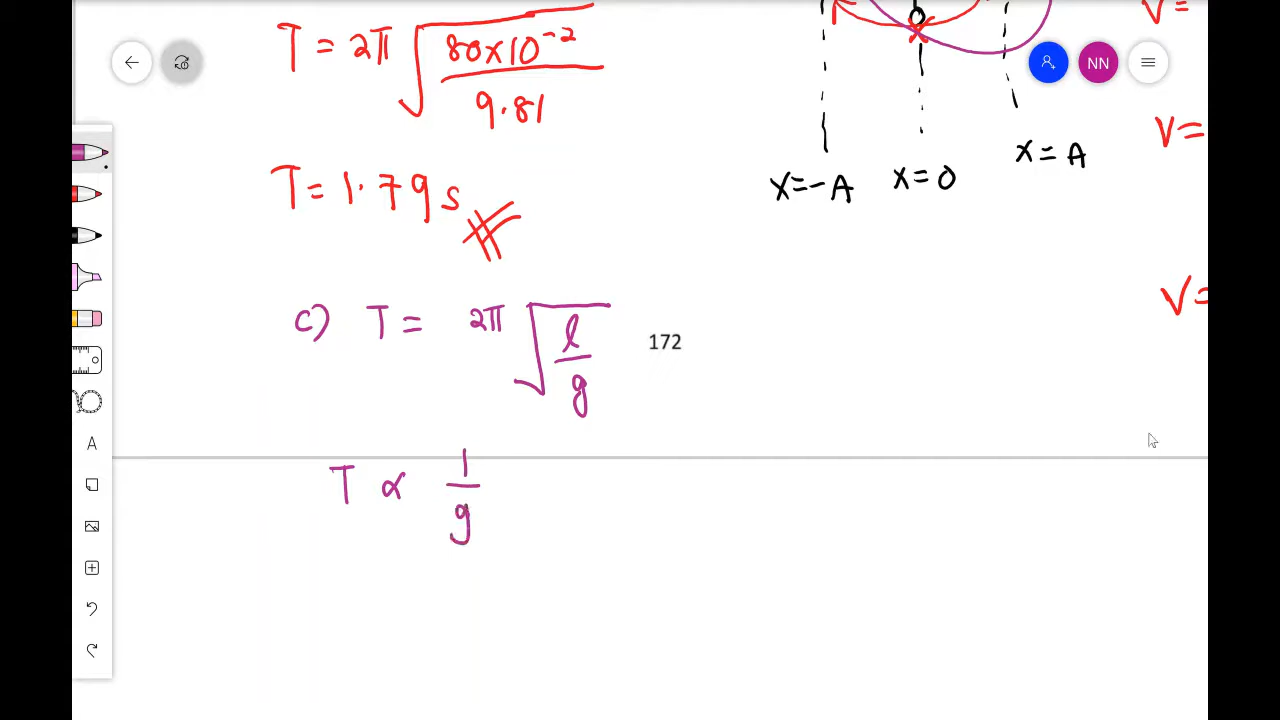 T = 2π √(80×10⁻² / 9.81)
T = 1.79 s
c) T = 2π √(l / g)
T ∝ 1/g
172
x=-A x=0 x=A
V=
V=
V=
NN
A